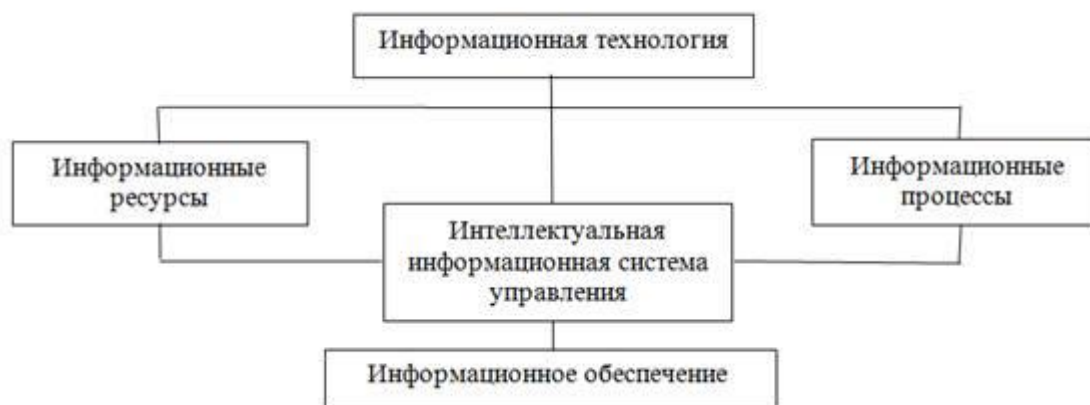 Информационная технология
Информационные
ресурсы
Информационные
процессы
Интеллектуальная
информационная система
управления
Информационное обеспечение